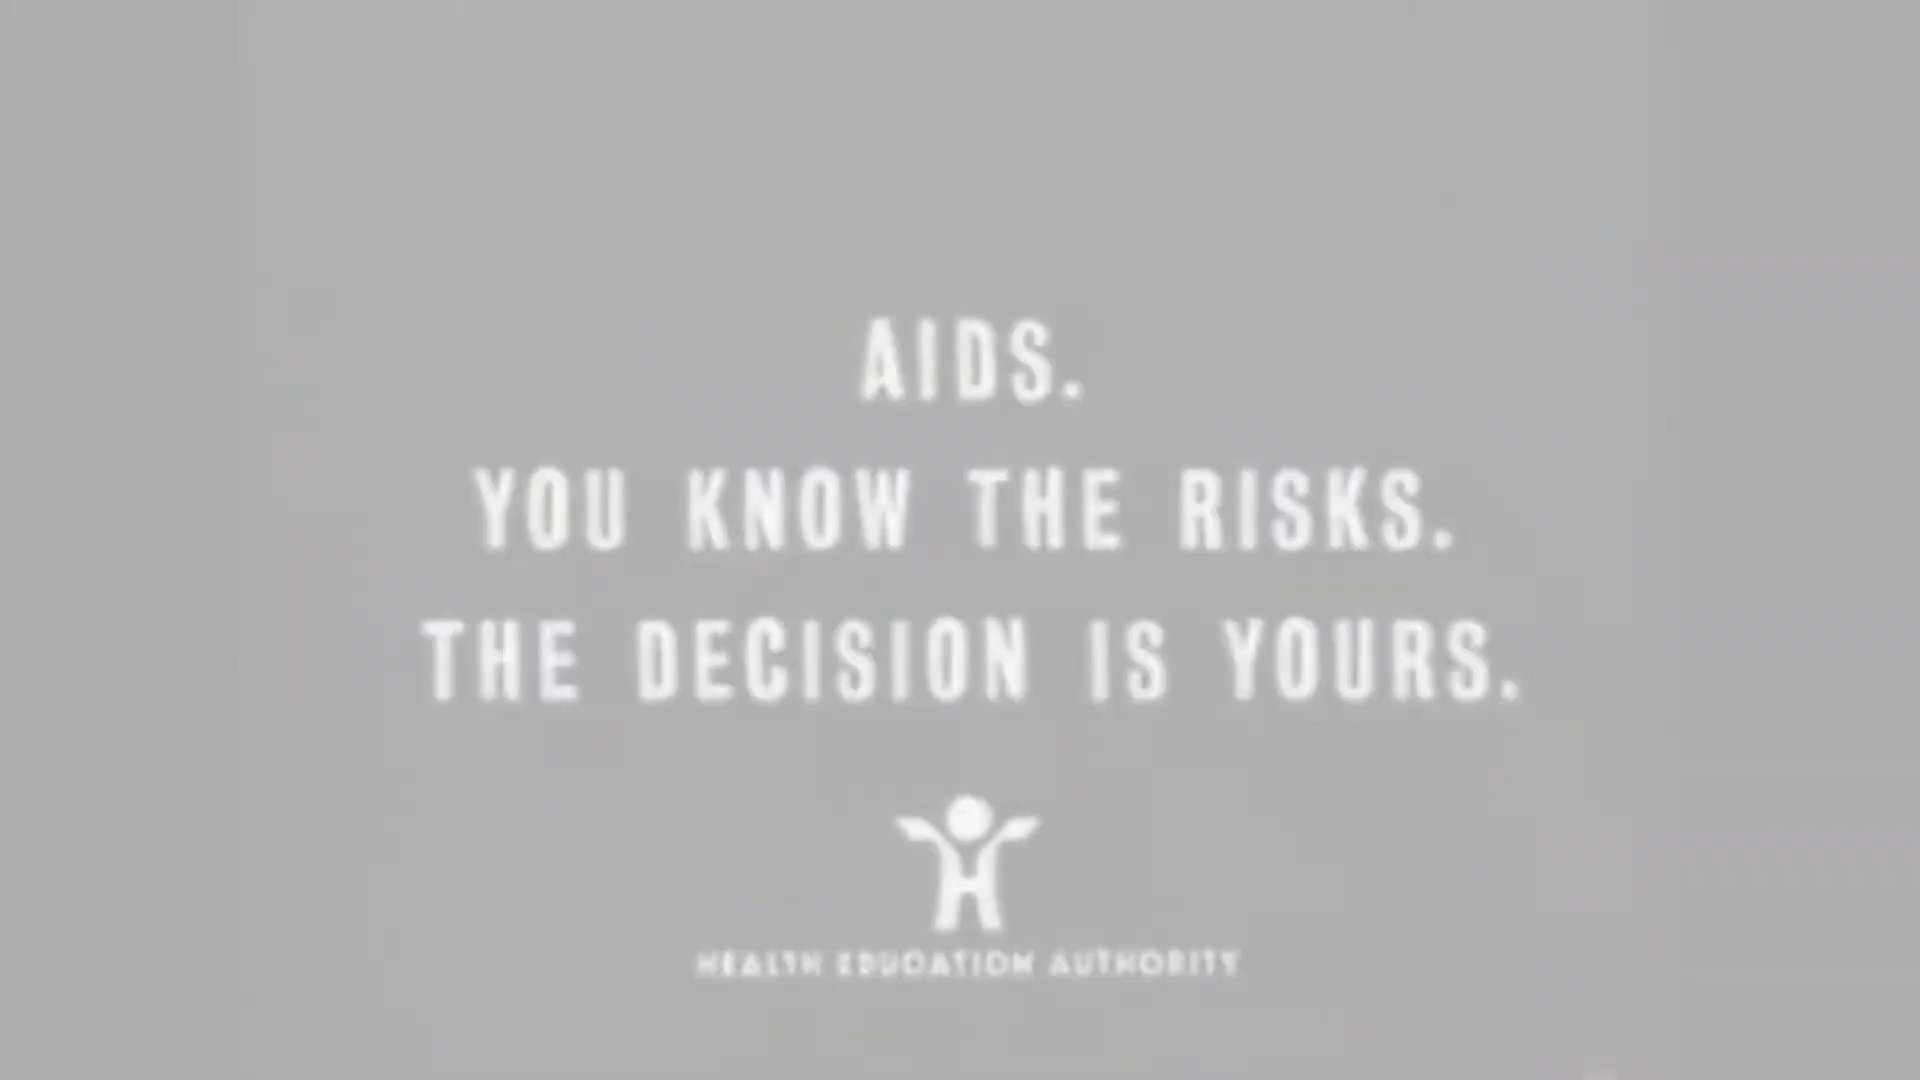 AIDS.
YOU KNOW THE RISKS.
THE DECISION IS YOURS.
HEALTH EDUCATION AUTHORITY